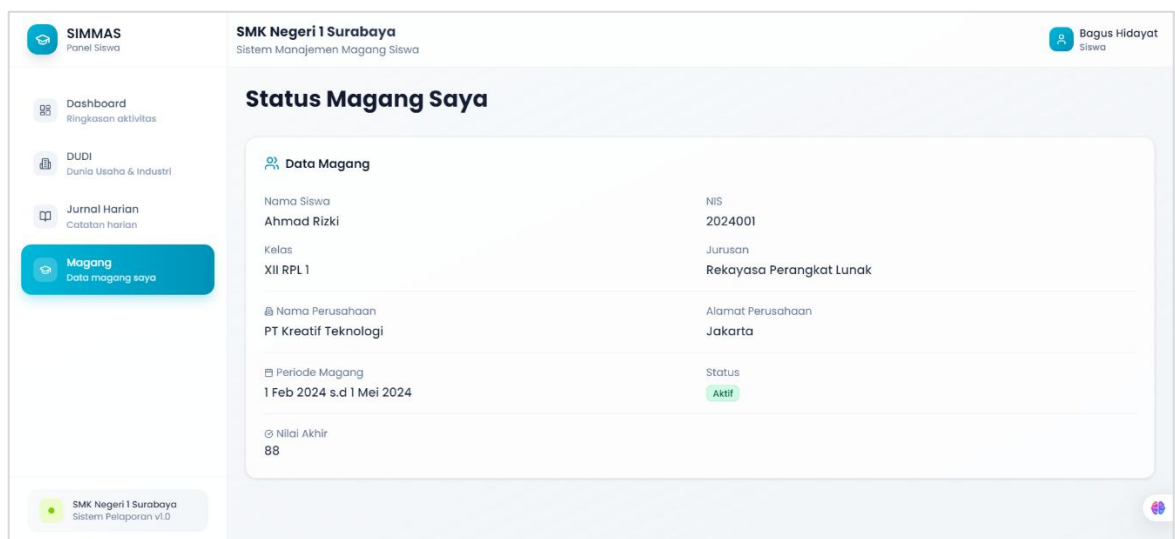 SIMMAS
Panel Siswa
SMK Negeri 1 Surabaya
Sistem Manajemen Magang Siswa
Bagus Hidayat
Siswa
Dashboard
Ringkasan aktivitas
DUDI
Dunia Usaha & Industri
Jurnal Harian
Catatan harian
Magang
Data magang saya
SMK Negeri 1 Surabaya
Sistem Pelaporan v1.0
Status Magang Saya
Data Magang
Nama Siswa
Ahmad Rizki
NIS
2024001
Kelas
XII RPL 1
Jurusan
Rekayasa Perangkat Lunak
Nama Perusahaan
PT Kreatif Teknologi
Alamat Perusahaan
Jakarta
Periode Magang
1 Feb 2024 s.d 1 Mei 2024
Status
Aktif
Nilai Akhir
88